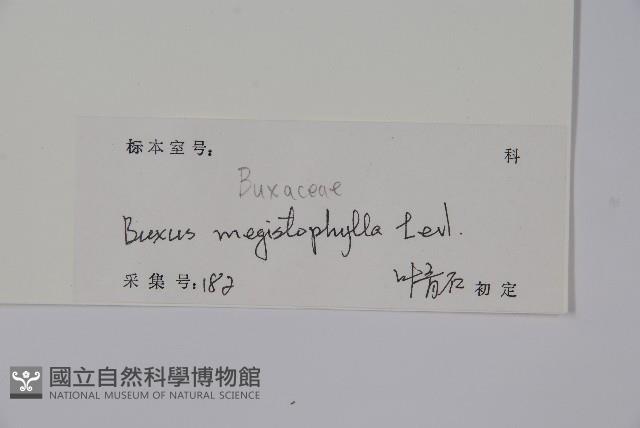 标本室号: 科
Buxaceae
Buxus megistophylla Levl.
采集号: 182 叶育石 初定
國立自然科學博物館
NATIONAL MUSEUM OF NATURAL SCIENCE